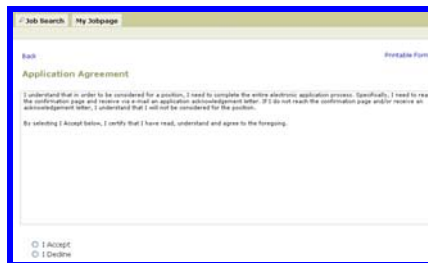 Job Search My Jobpage
Back Printable Form
Application Agreement
I understand that in order to be considered for a position, I need to complete the entire electronic application process. Specifically, I need to rea
the confirmation page and receive via e-mail an application acknowledgement letter. If I do not reach the confirmation page and/or receive an
acknowledgement letter, I understand that I will not be considered for the position.
By selecting I Accept below, I certify that I have read, understand and agree to the foregoing.
I Accept
I Decline